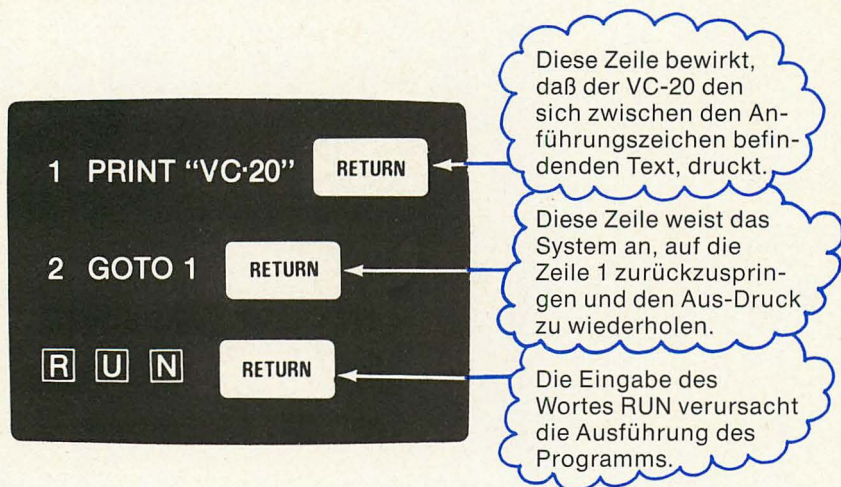 1 PRINT “VC·20” RETURN
Diese Zeile bewirkt,
daß der VC-20 den
sich zwischen den An-
führungszeichen befin-
denden Text, druckt.
2 GOTO 1 RETURN
Diese Zeile weist das
System an, auf die
Zeile 1 zurückzusprin-
gen und den Aus-Druck
zu wiederholen.
R U N RETURN
Die Eingabe des
Wortes RUN verursacht
die Ausführung des
Programms.